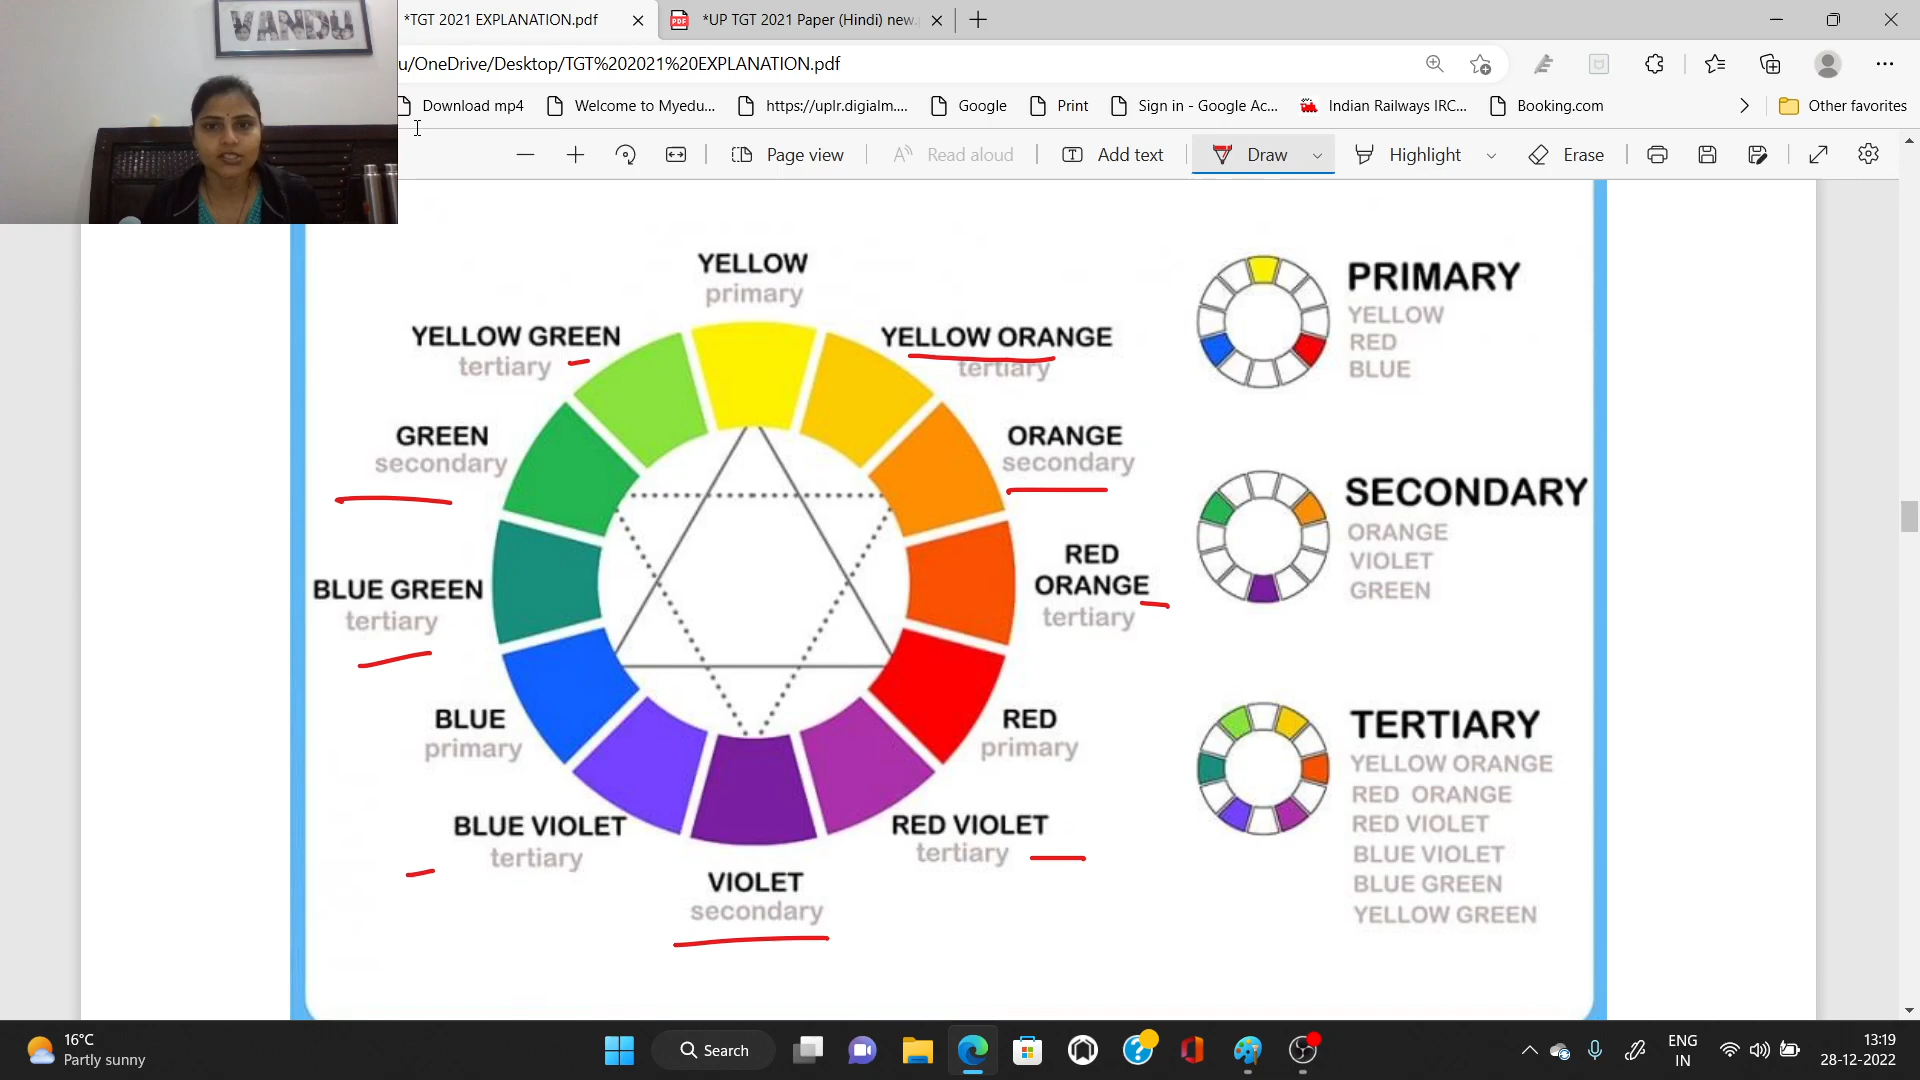 VANDU
*TGT 2021 EXPLANATION.pdf
*UP TGT 2021 Paper (Hindi) new.
u/OneDrive/Desktop/TGT%202021%20EXPLANATION.pdf
Download mp4
Welcome to Myedu...
https://uplr.digialm....
Google
Print
Sign in - Google Ac...
Indian Railways IRC...
Booking.com
Other favorites
Page view
Read aloud
Add text
Draw
Highlight
Erase
YELLOW
primary
YELLOW GREEN
tertiary
YELLOW ORANGE
tertiary
GREEN
secondary
ORANGE
secondary
BLUE GREEN
tertiary
RED
ORANGE
tertiary
BLUE
primary
RED
primary
BLUE VIOLET
tertiary
RED VIOLET
tertiary
VIOLET
secondary
PRIMARY
YELLOW
RED
BLUE
SECONDARY
ORANGE
VIOLET
GREEN
TERTIARY
YELLOW ORANGE
RED ORANGE
RED VIOLET
BLUE VIOLET
BLUE GREEN
YELLOW GREEN
16°C
Partly sunny
Search
ENG
IN
13:19
28-12-2022